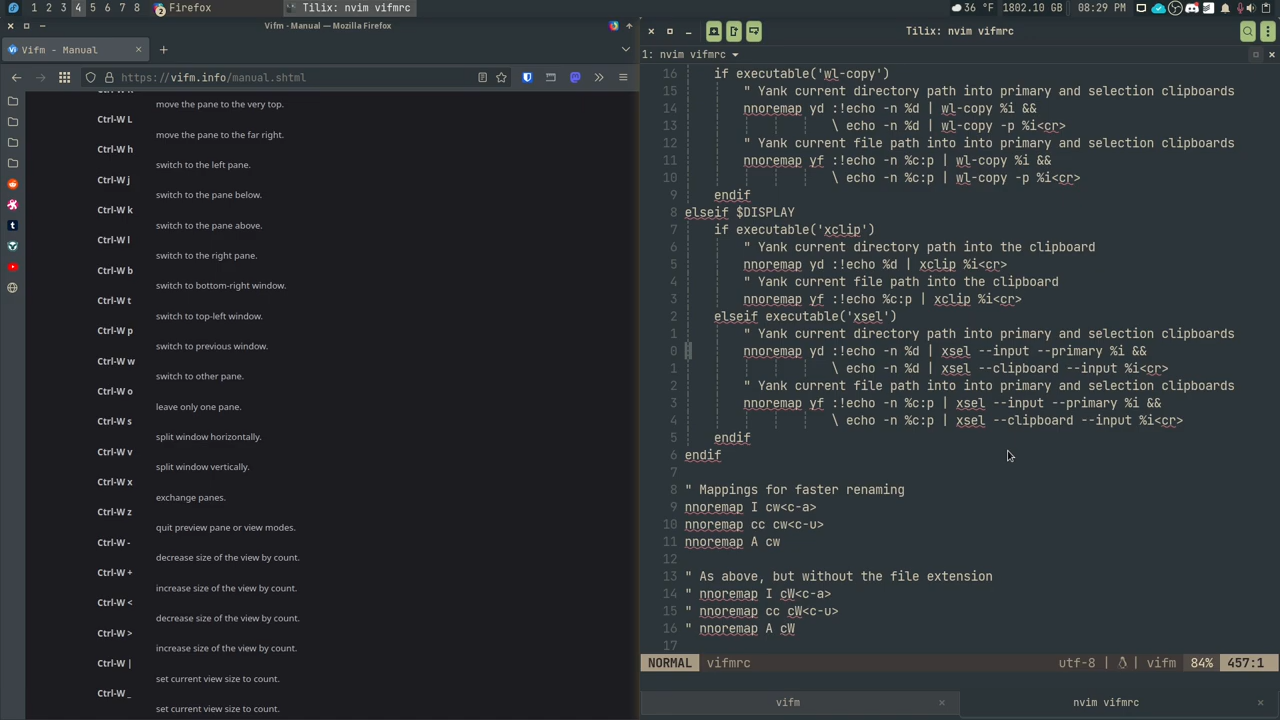 1 2 3 4 5 6 7 8
2 Firefox
Tilix: nvim vifmrc
36 °F
1802.10 GB
08:29 PM
Vifm - Manual — Mozilla Firefox
Vifm - Manual
https://vifm.info/manual.shtml
move the pane to the very top.
Ctrl-W L
move the pane to the far right.
Ctrl-W h
switch to the left pane.
Ctrl-W j
switch to the pane below.
Ctrl-W k
switch to the pane above.
Ctrl-W l
switch to the right pane.
Ctrl-W b
switch to bottom-right window.
Ctrl-W t
switch to top-left window.
Ctrl-W p
switch to previous window.
Ctrl-W w
switch to other pane.
Ctrl-W o
leave only one pane.
Ctrl-W s
split window horizontally.
Ctrl-W v
split window vertically.
Ctrl-W x
exchange panes.
Ctrl-W z
quit preview pane or view modes.
Ctrl-W -
decrease size of the view by count.
Ctrl-W +
increase size of the view by count.
Ctrl-W <
decrease size of the view by count.
Ctrl-W >
increase size of the view by count.
Ctrl-W |
set current view size to count.
Ctrl-W _
set current view size to count.
Tilix: nvim vifmrc
1: nvim vifmrc
16 if executable('wl-copy')
15 " Yank current directory path into primary and selection clipboards
14 nnoremap yd :!echo -n %d | wl-copy %i &&
13 \ echo -n %d | wl-copy -p %i<cr>
12 " Yank current file path into into primary and selection clipboards
11 nnoremap yf :!echo -n %c:p | wl-copy %i &&
10 \ echo -n %c:p | wl-copy -p %i<cr>
9 endif
8 elseif $DISPLAY
7 if executable('xclip')
6 " Yank current directory path into the clipboard
5 nnoremap yd :!echo %d | xclip %i<cr>
4 " Yank current file path into the clipboard
3 nnoremap yf :!echo %c:p | xclip %i<cr>
2 elseif executable('xsel')
1 " Yank current directory path into primary and selection clipboards
0 nnoremap yd :!echo -n %d | xsel --input --primary %i &&
1 \ echo -n %d | xsel --clipboard --input %i<cr>
2 " Yank current file path into into primary and selection clipboards
3 nnoremap yf :!echo -n %c:p | xsel --input --primary %i &&
4 \ echo -n %c:p | xsel --clipboard --input %i<cr>
5 endif
6 endif
7
8 " Mappings for faster renaming
9 nnoremap I cw<c-a>
10 nnoremap cc cw<c-u>
11 nnoremap A cw
12
13 " As above, but without the file extension
14 " nnoremap I cW<c-a>
15 " nnoremap cc cW<c-u>
16 " nnoremap A cW
17
NORMAL vifmrc utf-8 | | vifm 84% 457:1
vifm
nvim vifmrc